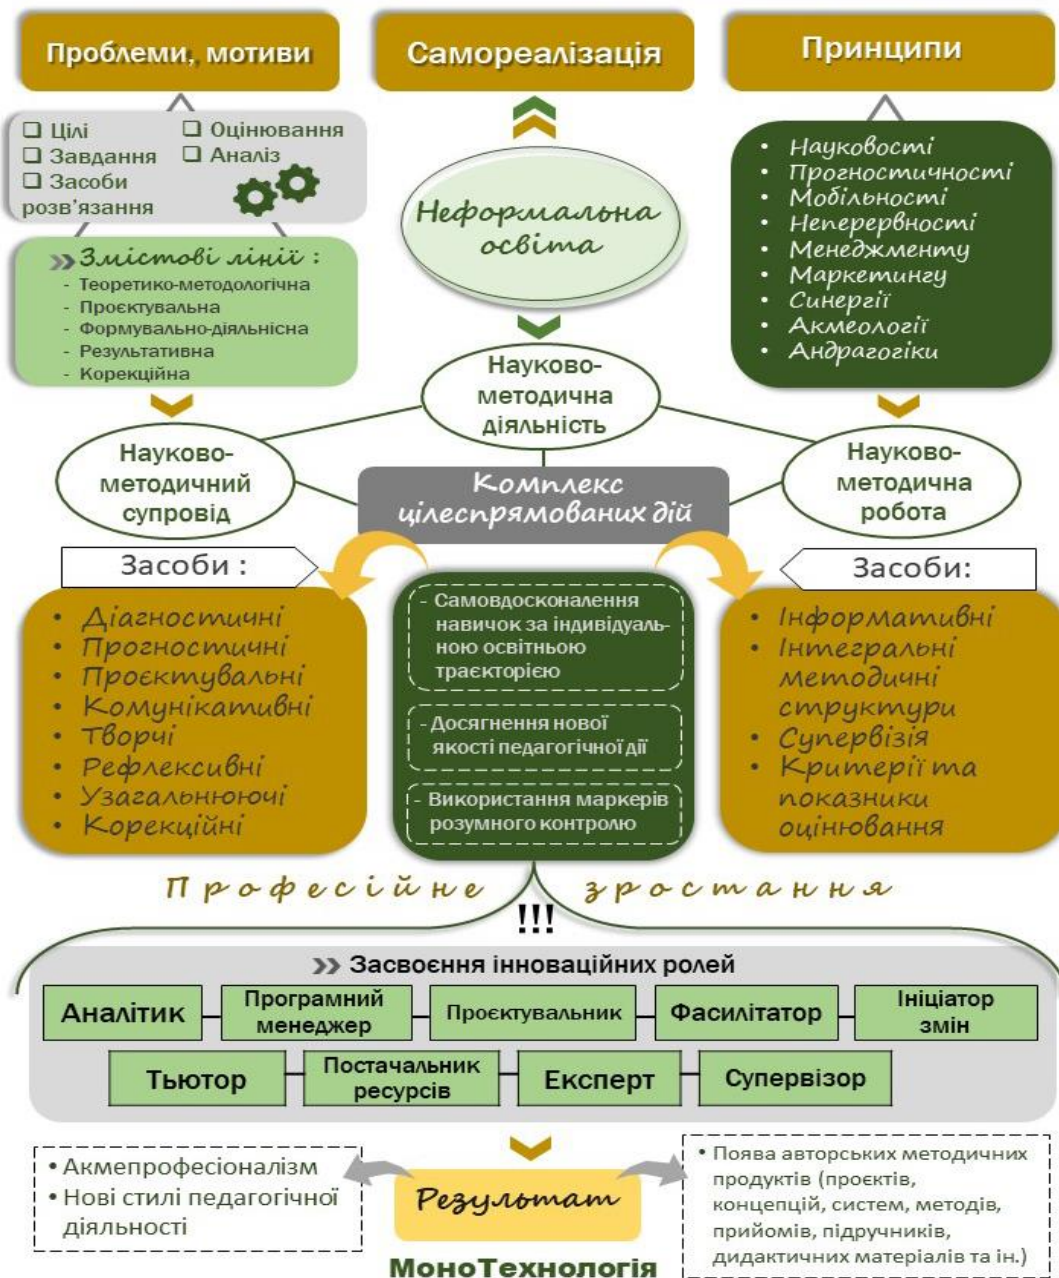 Проблеми, мотиви
Самореалізація
Принципи
❑ Цілі
❑ Завдання
❑ Засоби
розв’язання
❑ Оцінювання
❑ Аналіз
Неформальна
освіта
• Науковості
• Прогностичності
• Мобільності
• Неперервності
• Менеджменту
• Маркетингу
• Синергії
• Акмеології
• Андрагогіки
Змістові лінії :
- Теоретико-методологічна
- Проєктувальна
- Формувально-діяльнісна
- Результативна
- Корекційна
Науково-
методична
діяльність
Науково-
методичний
супровід
Комплекс
цілеспрямованих дій
Науково-
методична
робота
Засоби :
• Діагностичні
• Прогностичні
• Проєктувальні
• Комунікативні
• Творчі
• Рефлексивні
• Узагальнюючі
• Корекційні
- Самовдосконалення
навичок за індивідуаль-
ною освітньою
траєкторією
- Досягнення нової
якості педагогічної дії
- Використання маркерів
розумного контролю
Засоби:
• Інформативні
• Інтегральні
методичні
структури
• Супервізія
• Критерії та
показники
оцінювання
Професійне зростання
!!!
Засвоєння інноваційних ролей
Аналітик
Програмний
менеджер
Проєктувальник
Фасилітатор
Ініціатор
змін
Тьютор
Постачальник
ресурсів
Експерт
Супервізор
• Акмепрофесіоналізм
• Нові стилі педагогічної
діяльності
Результат
• Поява авторських методичних
продуктів (проєктів,
концепцій, систем, методів,
прийомів, підручників,
дидактичних матеріалів та ін.)
МоноТехнологія